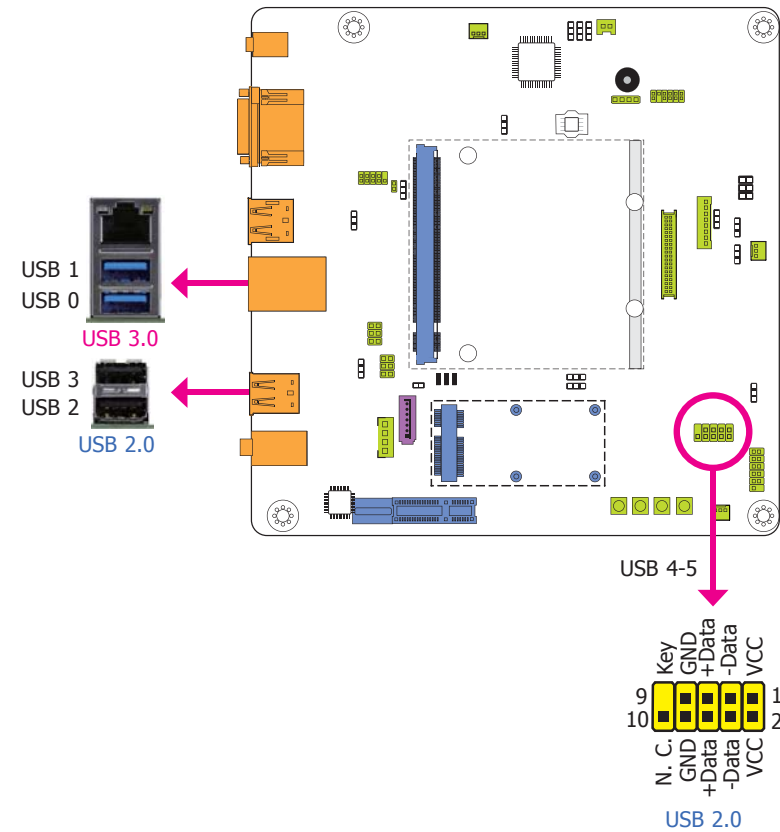 USB 1
USB 0
USB 3.0
USB 3
USB 2
USB 2.0
USB 4-5
Key
GND
+Data
-Data
VCC
9
1
10
2
N. C.
GND
+Data
-Data
VCC
USB 2.0